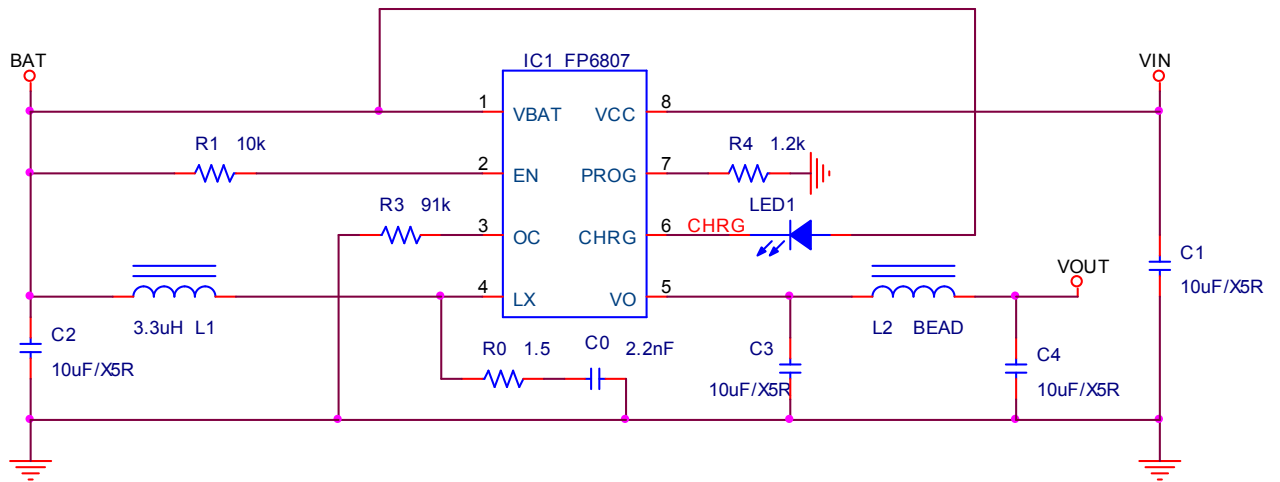 BAT
IC1 FP6807
VIN
1
VBAT
VCC
8
R1 10k
2
EN
PROG
7
R4 1.2k
R3 91k
3
OC
CHRG
6
CHRG
LED1
4
LX
VO
5
VOUT
C1
10uF/X5R
3.3uH L1
L2 BEAD
C2
10uF/X5R
R0 1.5
C0 2.2nF
C3
10uF/X5R
C4
10uF/X5R